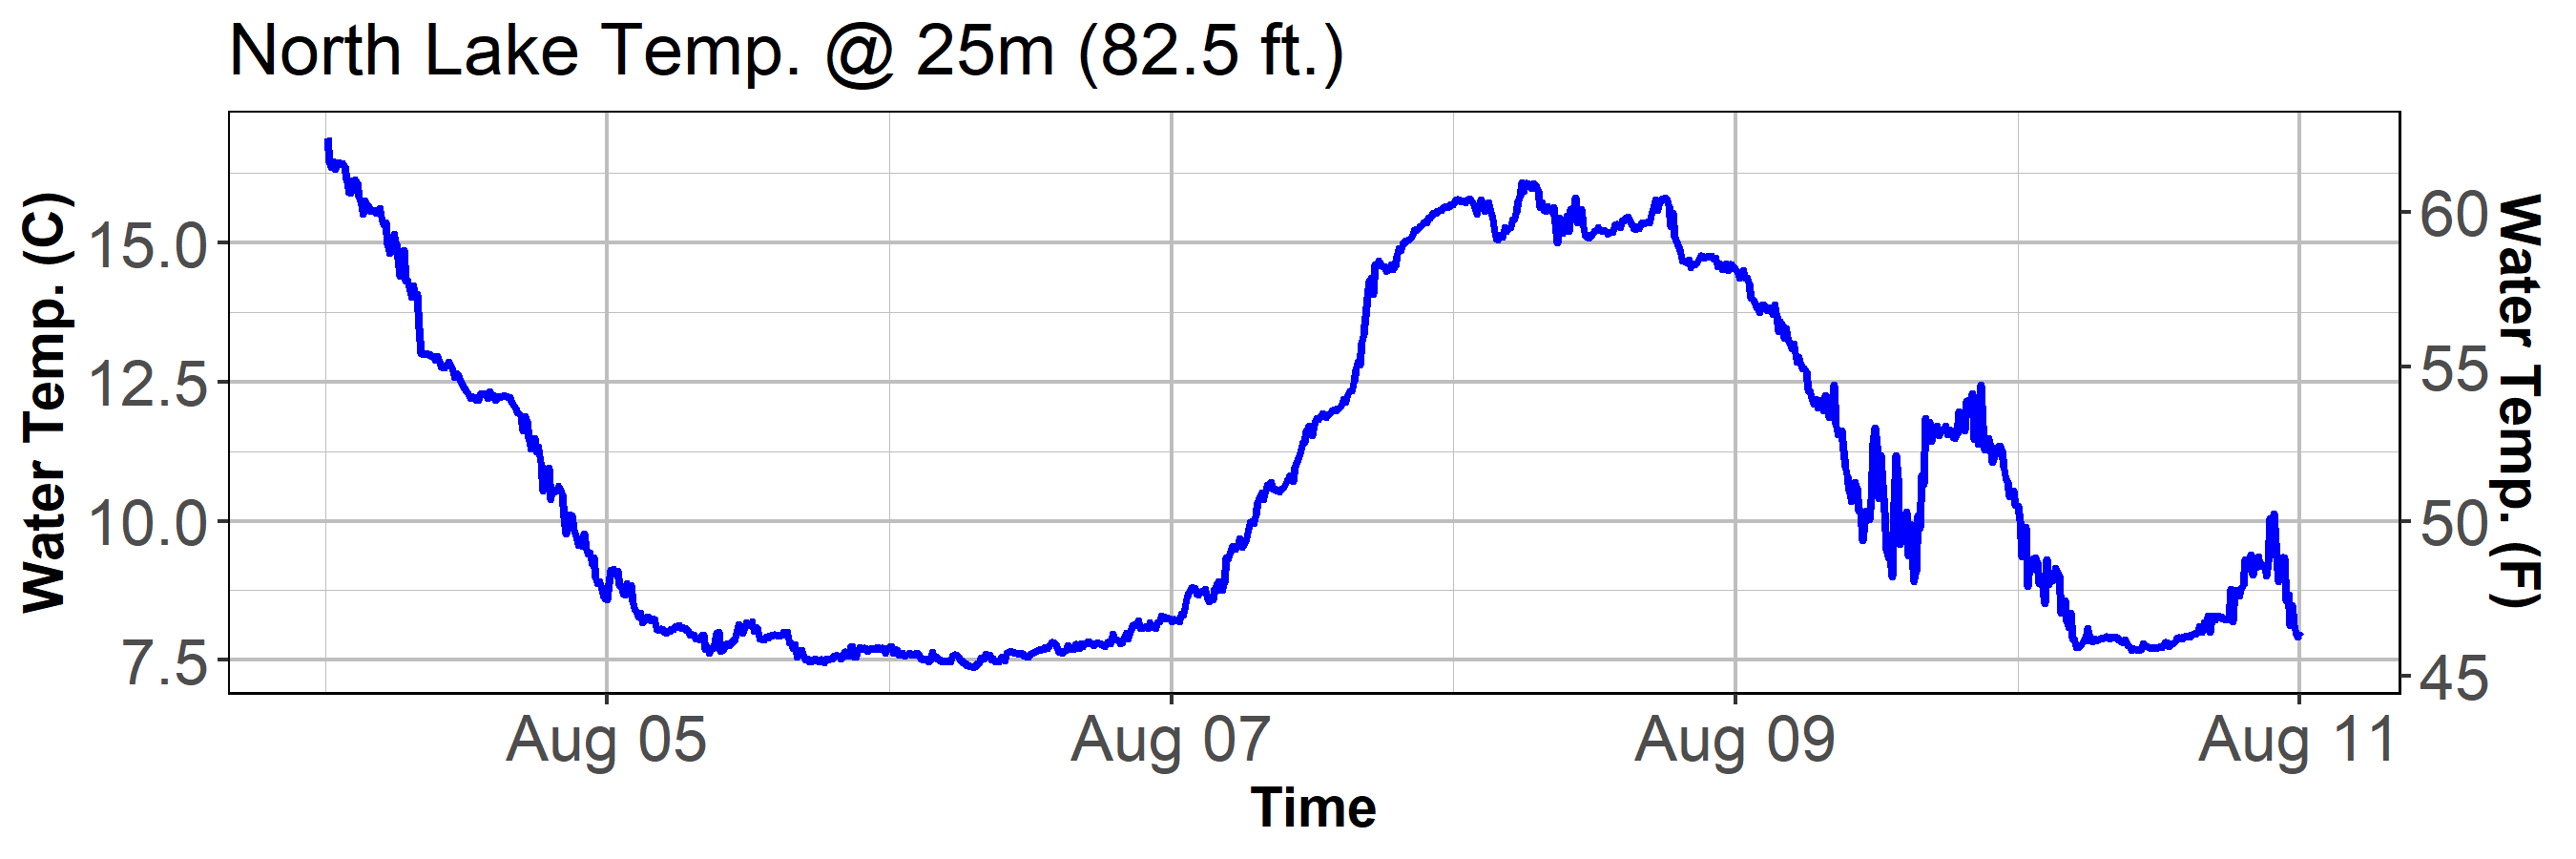 North Lake Temp. @ 25m (82.5 ft.)
Water Temp. (C)
15.0
12.5
10.0
7.5
60
55
50
45
Water Temp. (F)
Aug 05
Aug 07
Aug 09
Aug 11
Time